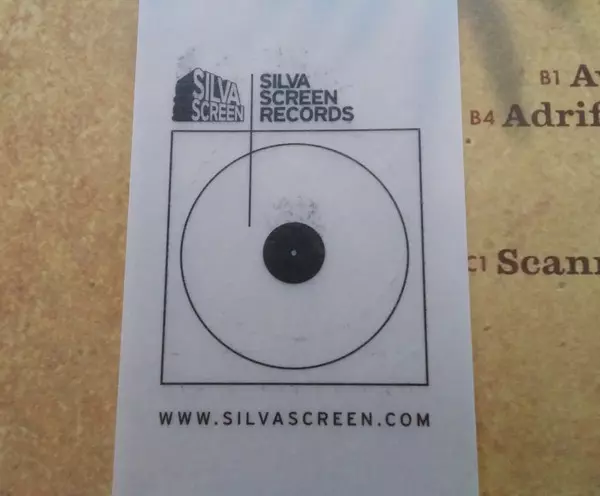 SILVA
SCREEN
SILVA
SCREEN
RECORDS
B1
B4 Adrif
C1 Scann
WWW.SILVASCREEN.COM